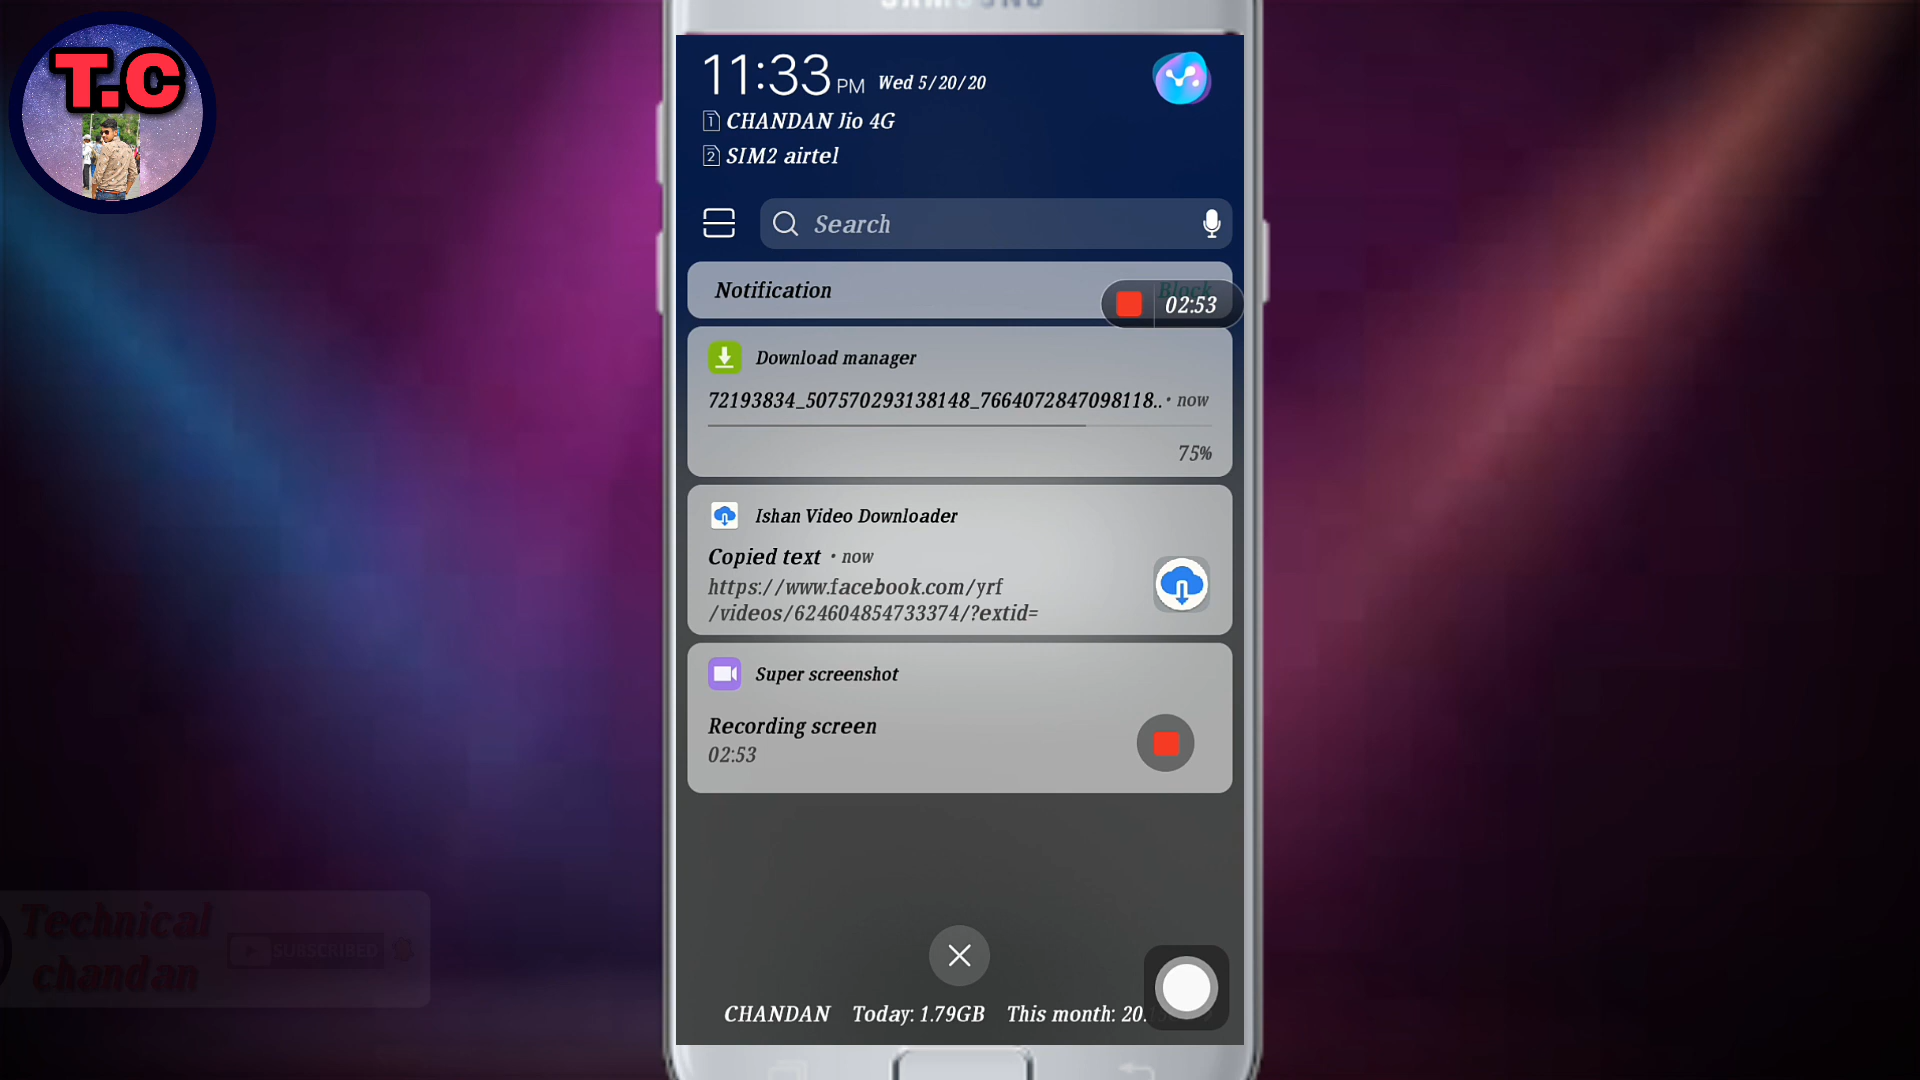 T.C
SAMSUNG
11:33 PM Wed 5/20/20
1 CHANDAN Jio 4G
2 SIM2 airtel
Search
Notification
Block
02:53
Download manager
72193834_507570293138148_7664072847098118.. • now
75%
Ishan Video Downloader
Copied text • now
https://www.facebook.com/yrf
/videos/624604854733374/?extid=
Super screenshot
Recording screen
02:53
Technical
chandan
SUBSCRIBED
CHANDAN Today: 1.79GB This month: 20.